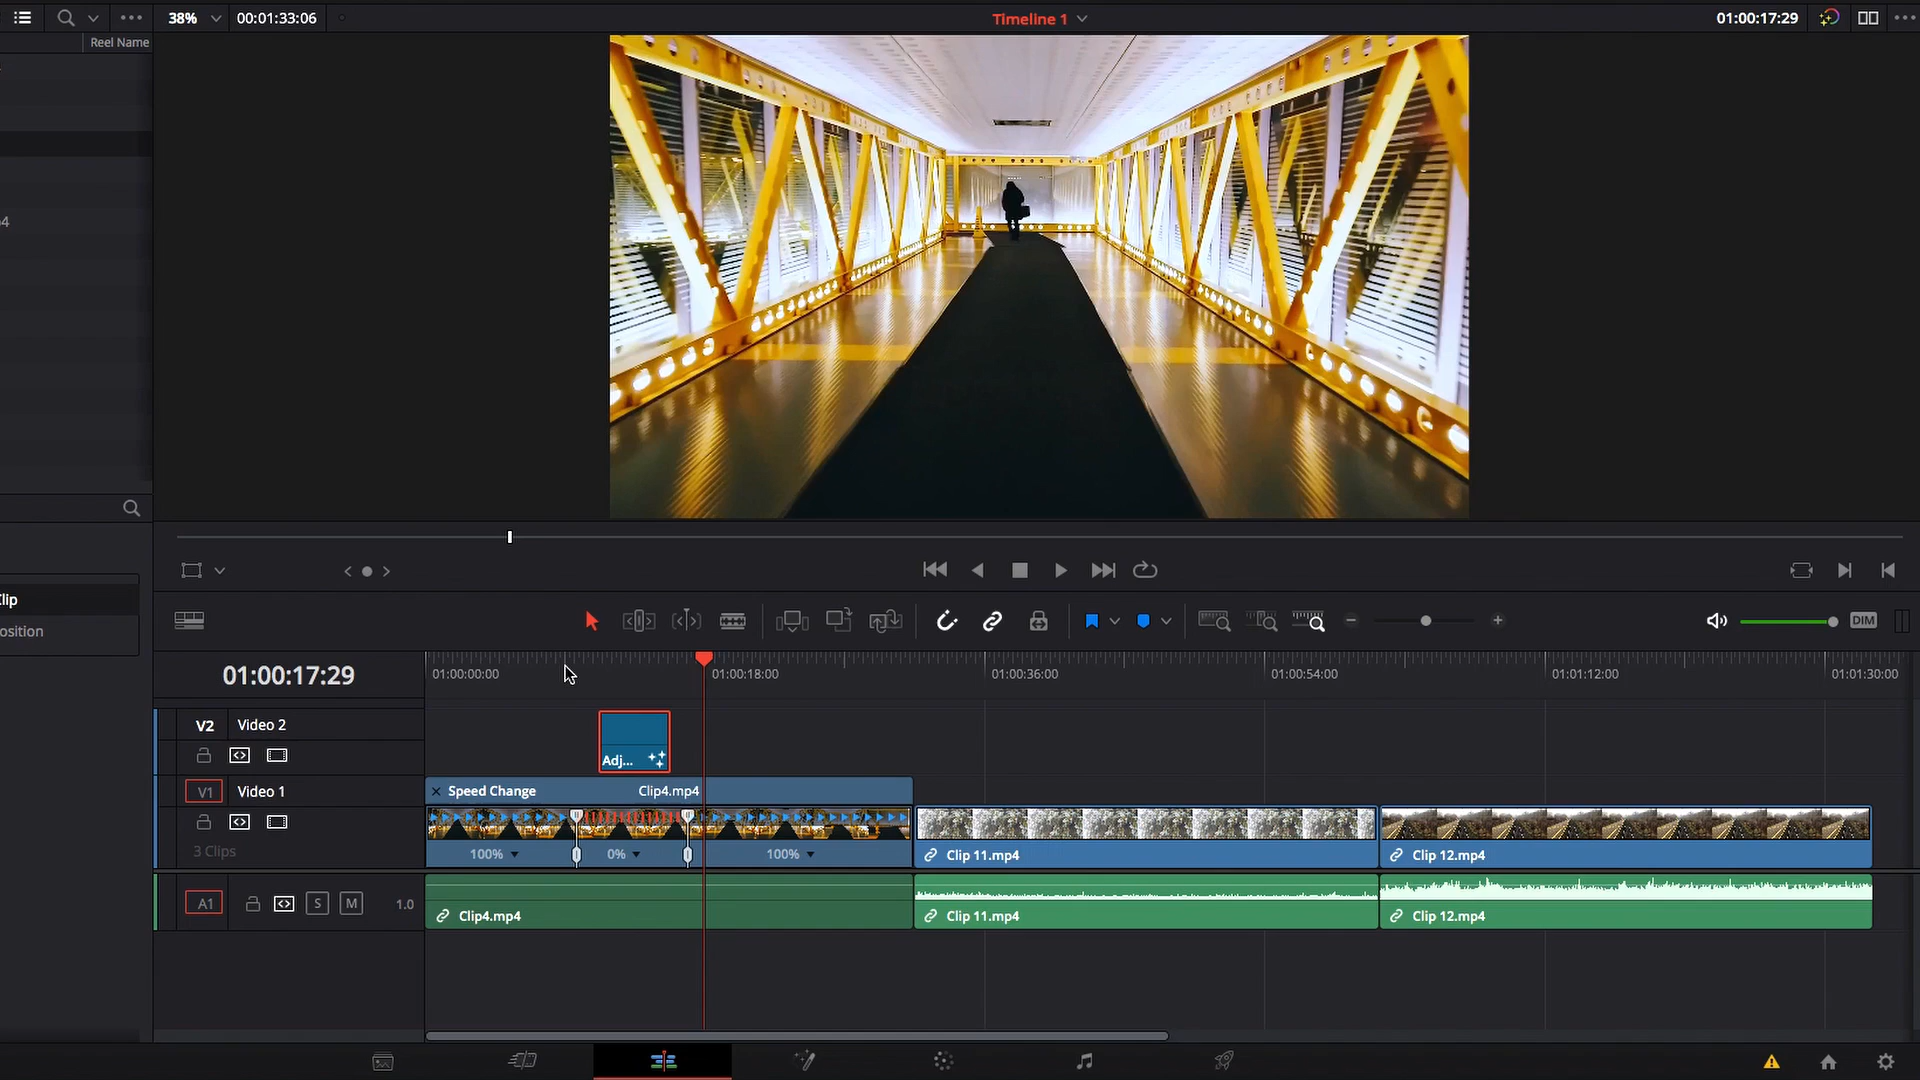 38%
00:01:33:06
Timeline 1
01:00:17:29
Reel Name
4
Clip
osition
DIM
01:00:17:29
01:00:00:00
01:00:18:00
01:00:36:00
01:00:54:00
01:01:12:00
01:01:30:00
V2
Video 2
Adj...
V1
Video 1
Speed Change
Clip4.mp4
3 Clips
100%
0%
100%
Clip 11.mp4
Clip 12.mp4
A1
S
M
1.0
Clip4.mp4
Clip 11.mp4
Clip 12.mp4